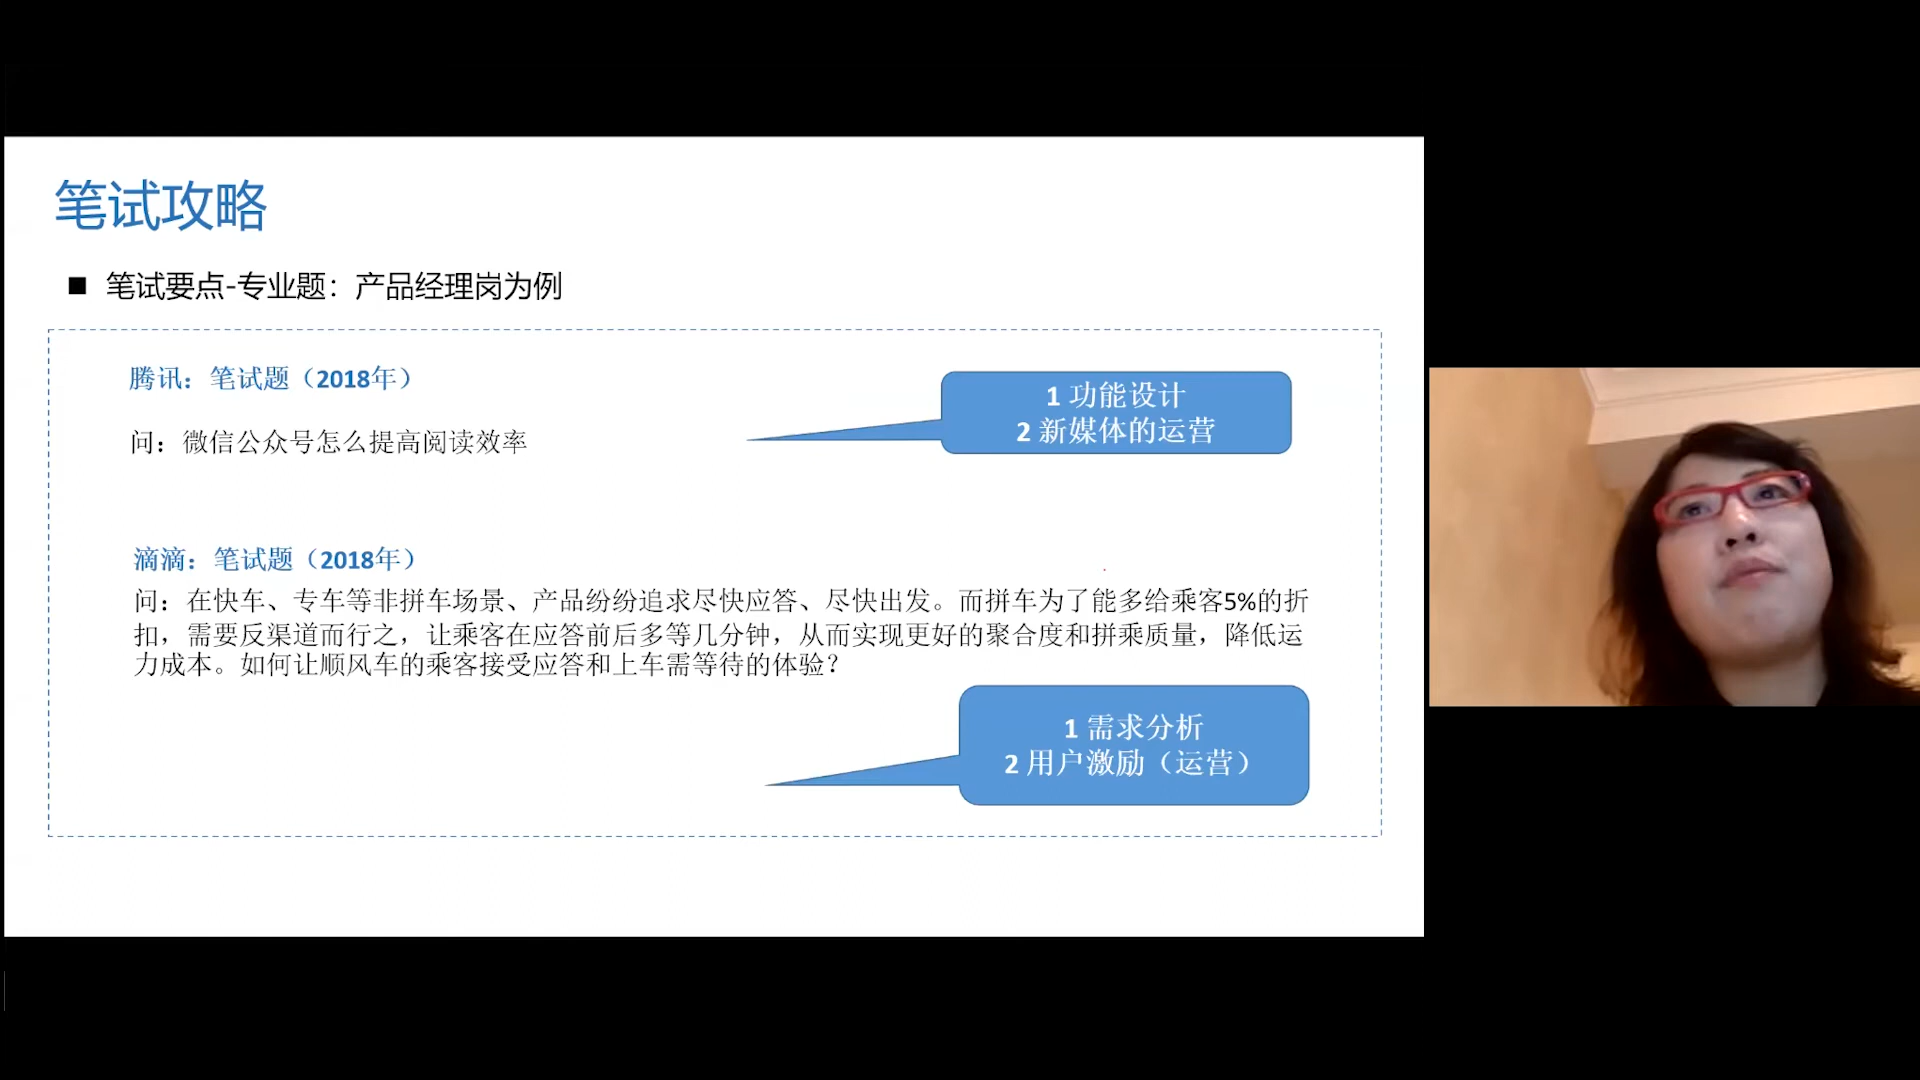 笔试攻略
■ 笔试要点-专业题：产品经理岗为例
腾讯：笔试题（2018年）
1 功能设计
2 新媒体的运营
问：微信公众号怎么提高阅读效率
滴滴：笔试题（2018年）
问：在快车、专车等非拼车场景、产品纷纷追求尽快应答、尽快出发。而拼车为了能多给乘客5%的折
扣，需要反渠道而行之，让乘客在应答前后多等几分钟，从而实现更好的聚合度和拼乘质量，降低运
力成本。如何让顺风车的乘客接受应答和上车需等待的体验？
1 需求分析
2 用户激励（运营）